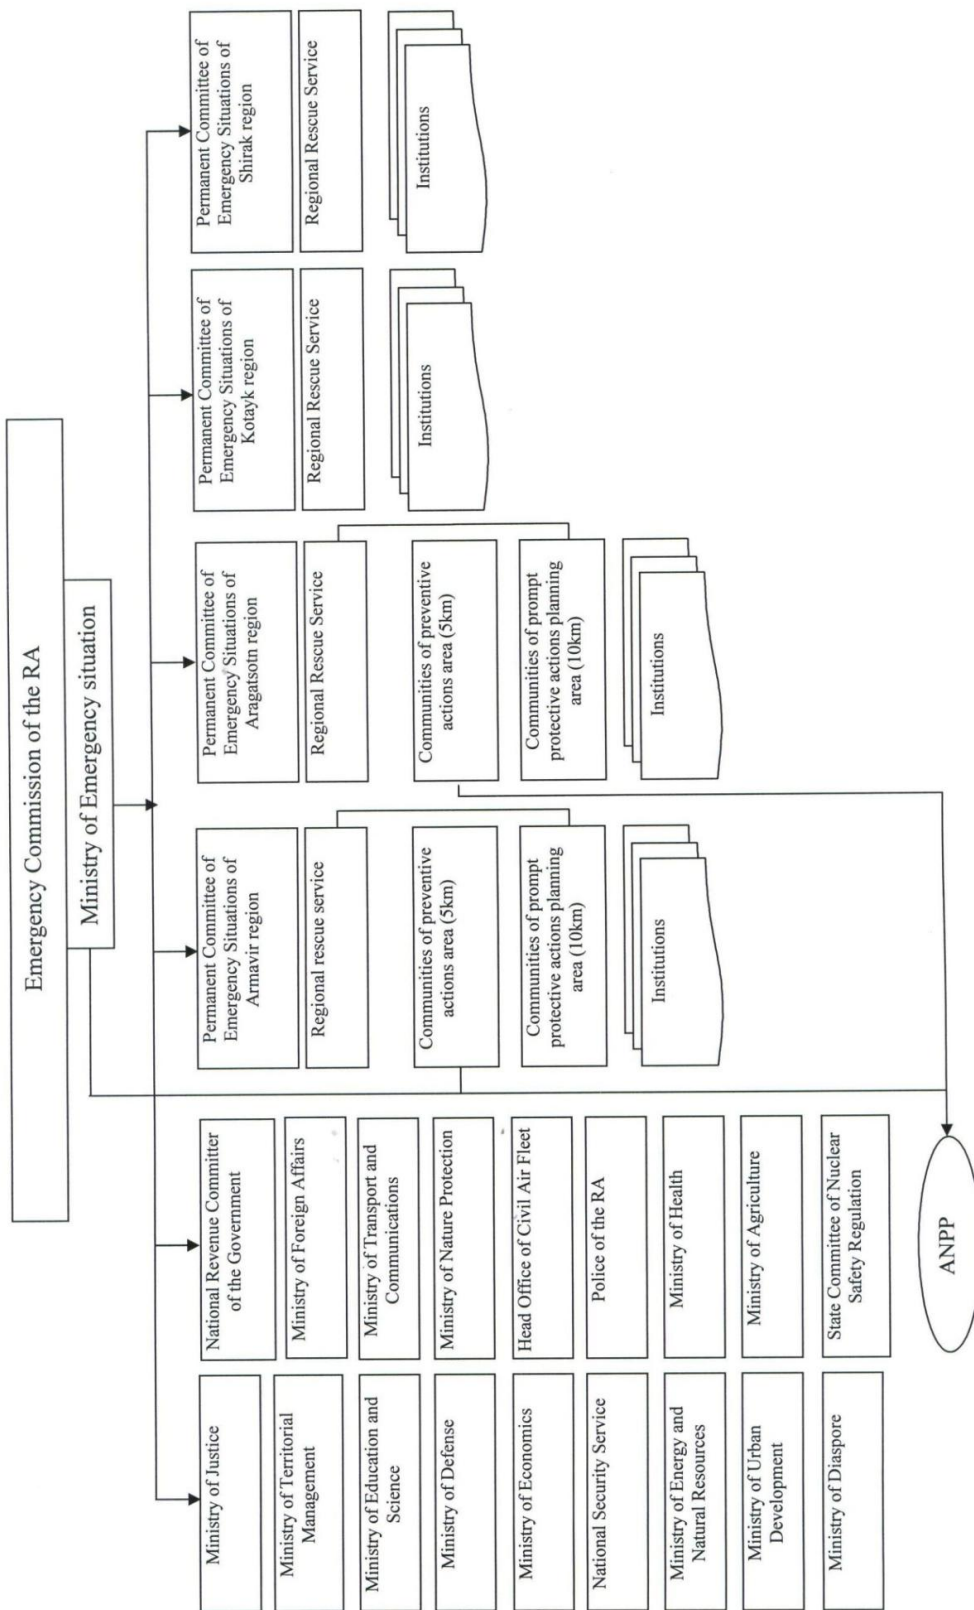 Emergency Commission of the RA
Ministry of Emergency situation
Ministry of Justice
Ministry of Territorial
Management
Ministry of Education and
Science
Ministry of Defense
Ministry of Economics
National Security Service
Ministry of Energy and
Natural Resources
Ministry of Urban
Development
Ministry of Diaspore
National Revenue Committer
of the Government
Ministry of Foreign Affairs
Ministry of Transport and
Communications
Ministry of Nature Protection
Head Office of Civil Air Fleet
Police of the RA
Ministry of Health
Ministry of Agriculture
State Committee of Nuclear
Safety Regulation
Permanent Committee of
Emergency Situations of
Armavir region
Regional rescue service
Communities of preventive
actions area (5km)
Communities of prompt
protective actions planning
area (10km)
Institutions
Permanent Committee of
Emergency Situations of
Aragatsotn region
Regional Rescue Service
Communities of preventive
actions area (5km)
Communities of prompt
protective actions planning
area (10km)
Institutions
Permanent Committee of
Emergency Situations of
Kotayk region
Regional Rescue Service
Institutions
Permanent Committee of
Emergency Situations of
Shirak region
Regional Rescue Service
Institutions
ANPP